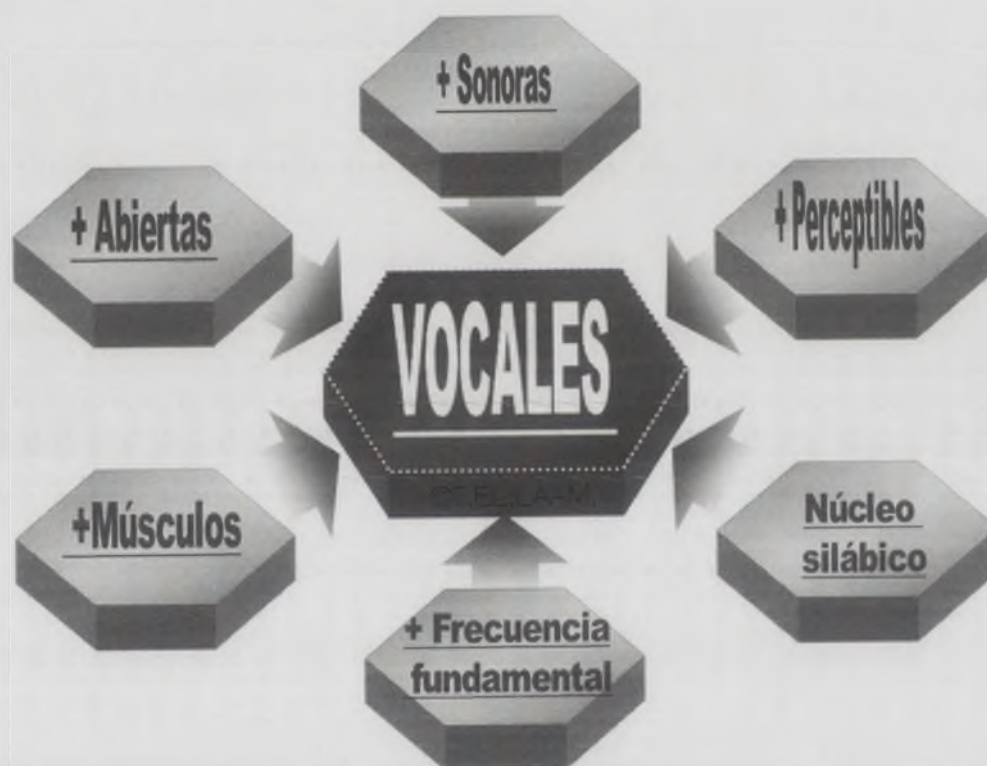 + Sonoras
+ Abiertas
+ Perceptibles
VOCALES
+Músculos
Núcleo
silábico
+ Frecuencia
fundamental